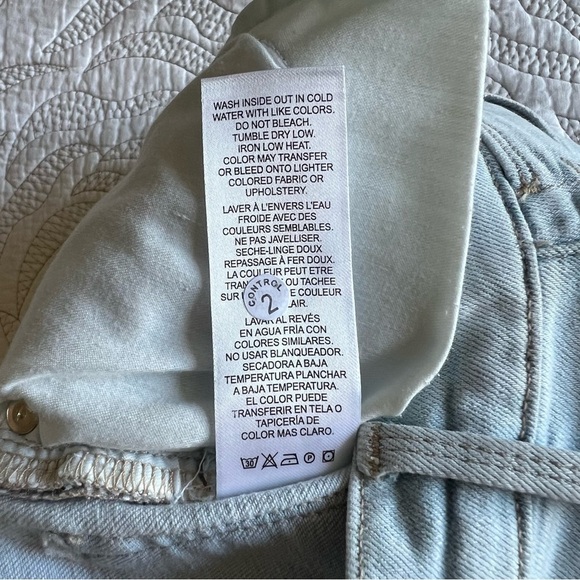 WASH INSIDE OUT IN COLD
WATER WITH LIKE COLORS.
DO NOT BLEACH.
TUMBLE DRY LOW.
IRON LOW HEAT.
COLOR MAY TRANSFER
OR BLEED ONTO LIGHTER
COLORED FABRIC OR
UPHOLSTERY.
LAVER À L'ENVERS L'EAU
FROIDE AVEC DES
COULEURS SEMBLABLES.
NE PAS JAVELLISER.
SECHE-LINGE DOUX
REPASSAGE À FER DOUX.
LA COULEUR PEUT ETRE
OU TACHEE
SUR COULEUR
CONTROL
2
LAVAR AL REVÉS
EN AGUA FRÍA CON
COLORES SIMILARES.
NO USAR BLANQUEADOR.
SECADORA A BAJA
TEMPERATURA PLANCHAR
A BAJA TEMPERATURA.
EL COLOR PUEDE
TRANSFERIR EN TELA O
TAPICERÍA DE
COLOR MAS CLARO.
30 P